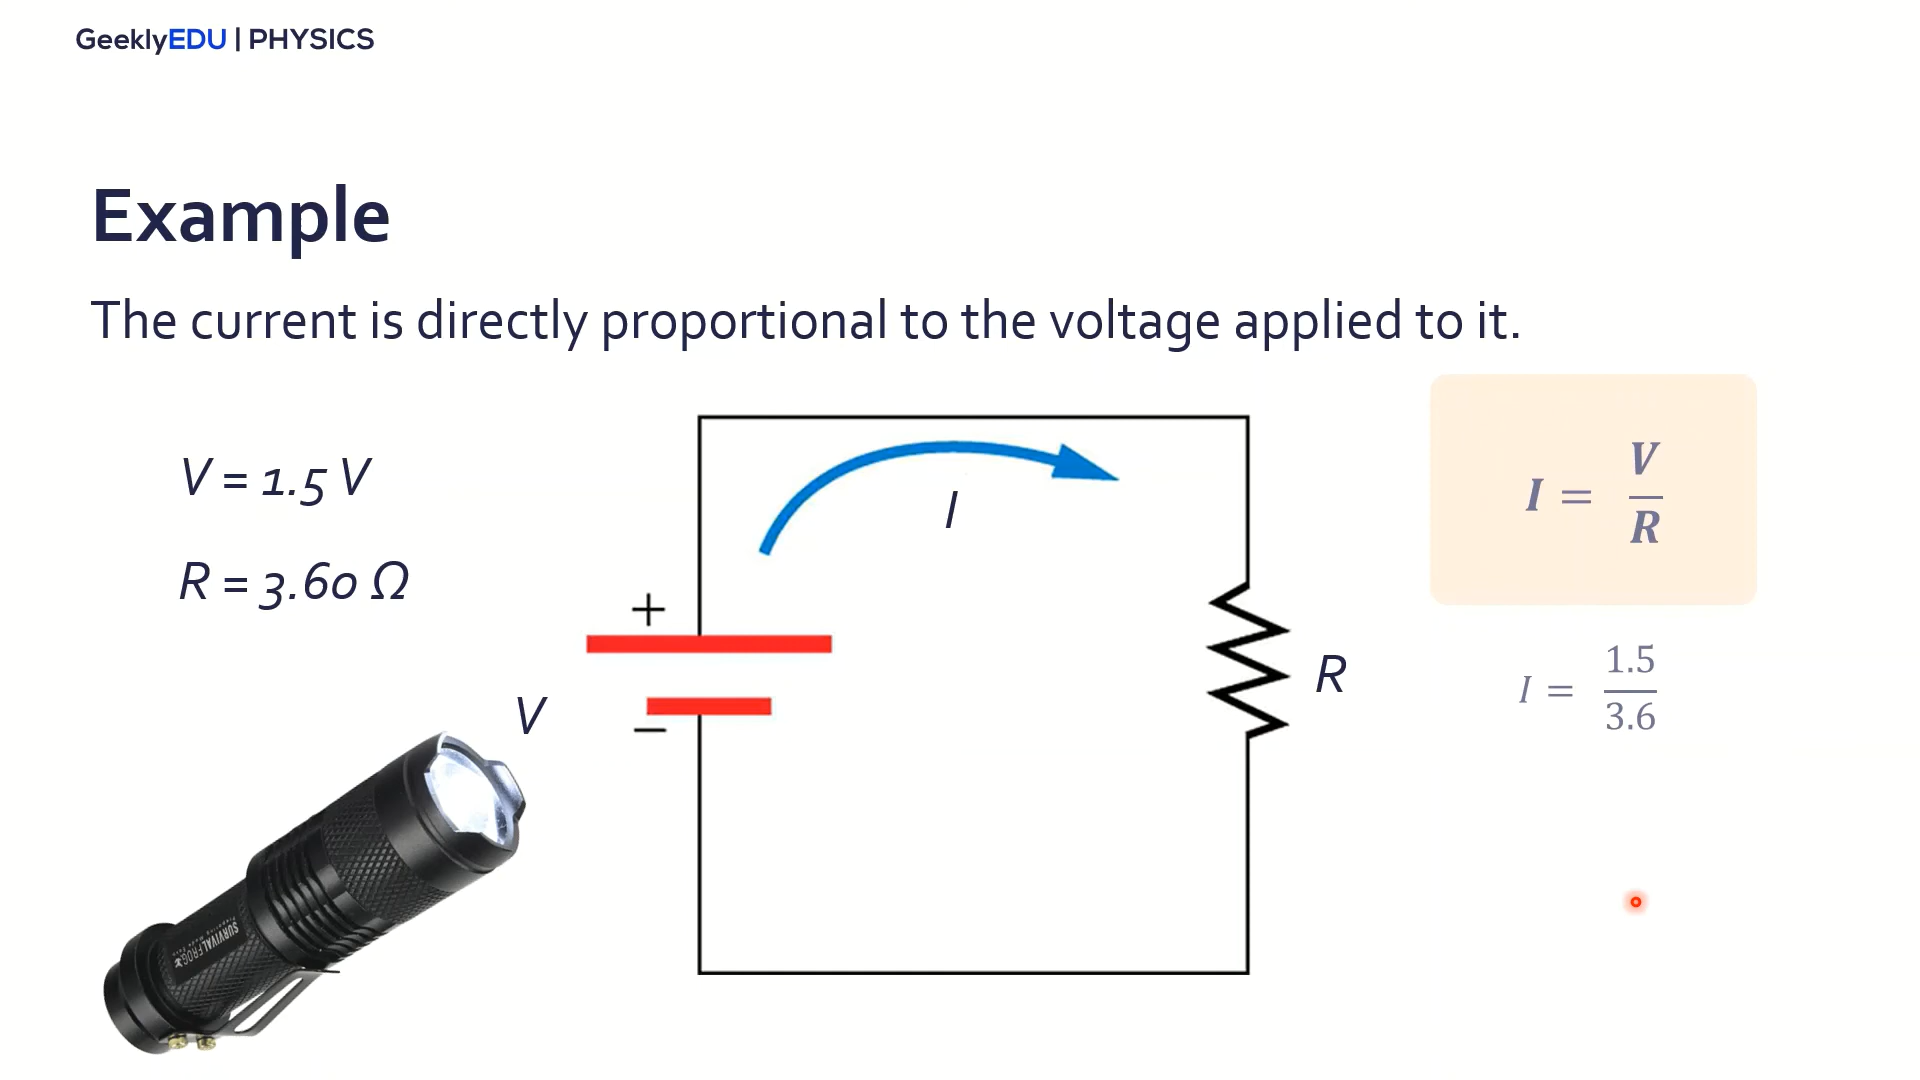 GeeklyEDU | PHYSICS
Example
The current is directly proportional to the voltage applied to it.
V = 1.5 V
R = 3.60 Ω
I
+
V
−
R
I = V/R
I = 1.5/3.6
SURVIVALFROG